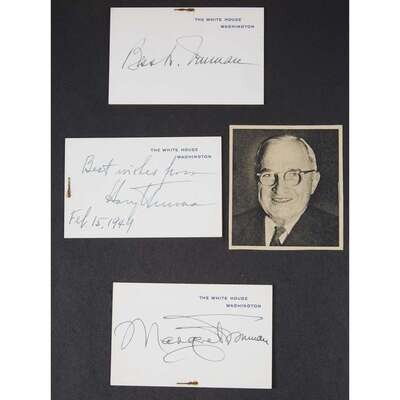 THE WHITE HOUSE
WASHINGTON
Bess W. Truman
THE WHITE HOUSE
WASHINGTON
Best wishes from
Harry Truman
Feb. 15, 1949
THE WHITE HOUSE
WASHINGTON
Margaret Truman